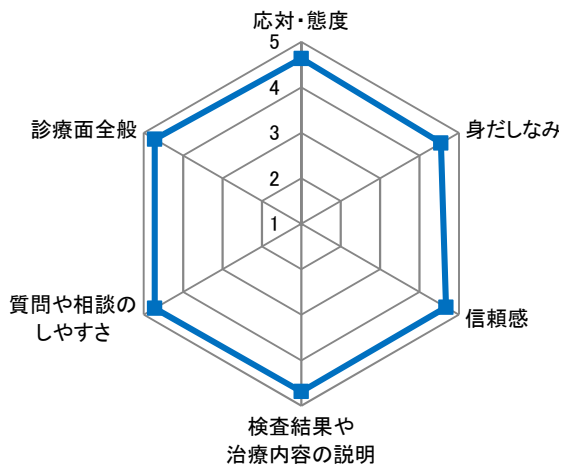 応対・態度
5
4
3
2
1
身だしなみ
信頼感
検査結果や
治療内容の説明
質問や相談の
しやすさ
診療面全般